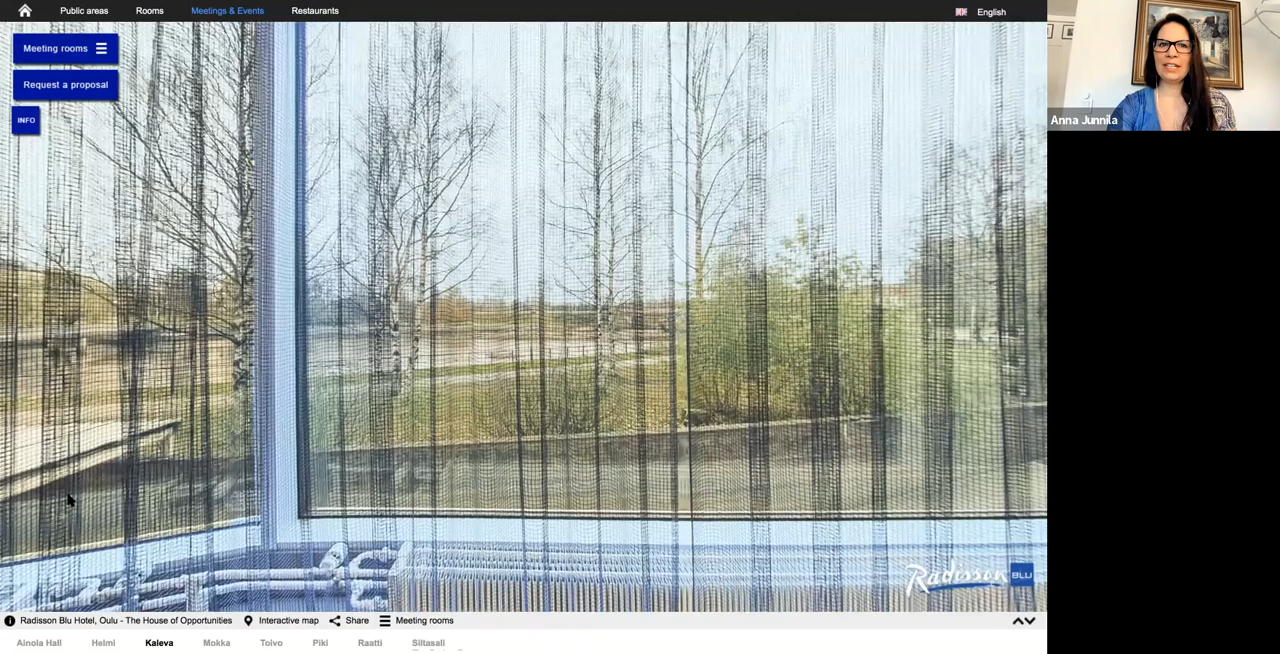 Public areas Rooms Meetings & Events Restaurants English
Meeting rooms
Request a proposal
INFO
Anna Junnila
Radisson BLU
Radisson Blu Hotel, Oulu - The House of Opportunities Interactive map Share Meeting rooms
Ainola Hall Helmi Kaleva Mokka Toivo Piki Raatti Siltasali